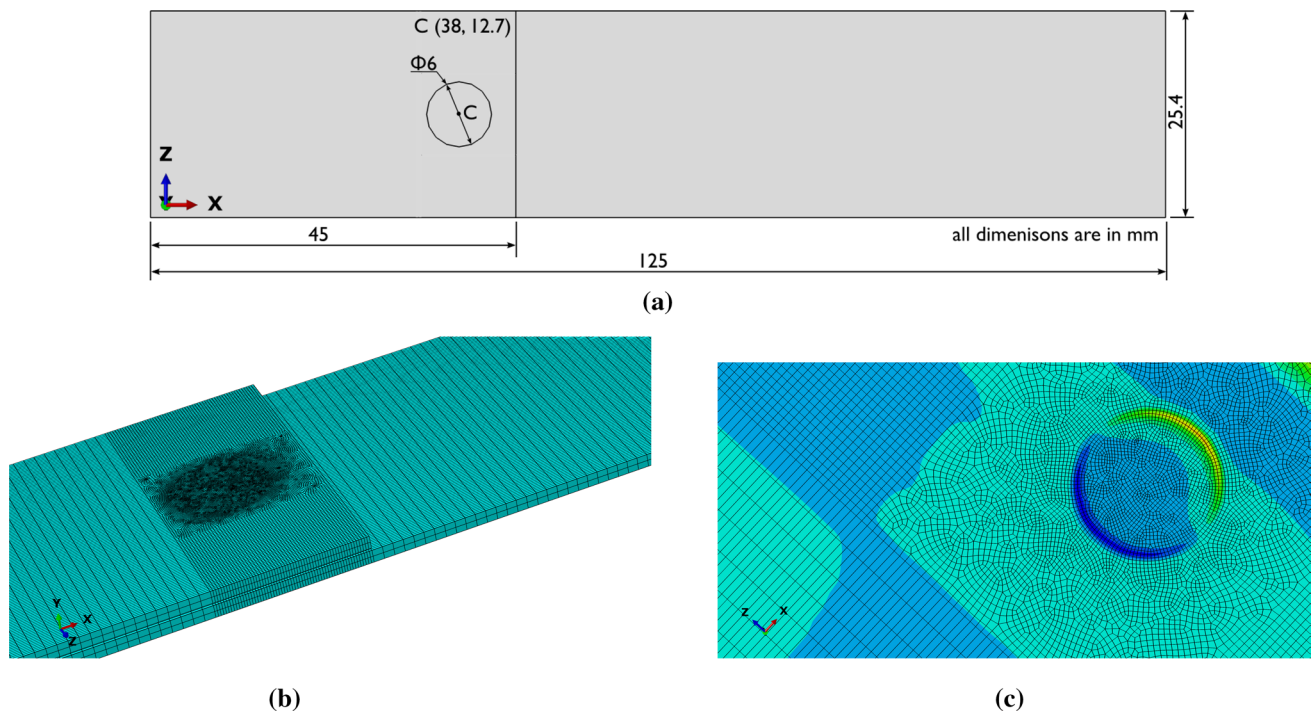 C (38, 12.7)
Φ6
C
25.4
Z
Y
X
45
all dimenisons are in mm
125
(a)
Y
X
Z
Z
X
(b)
(c)